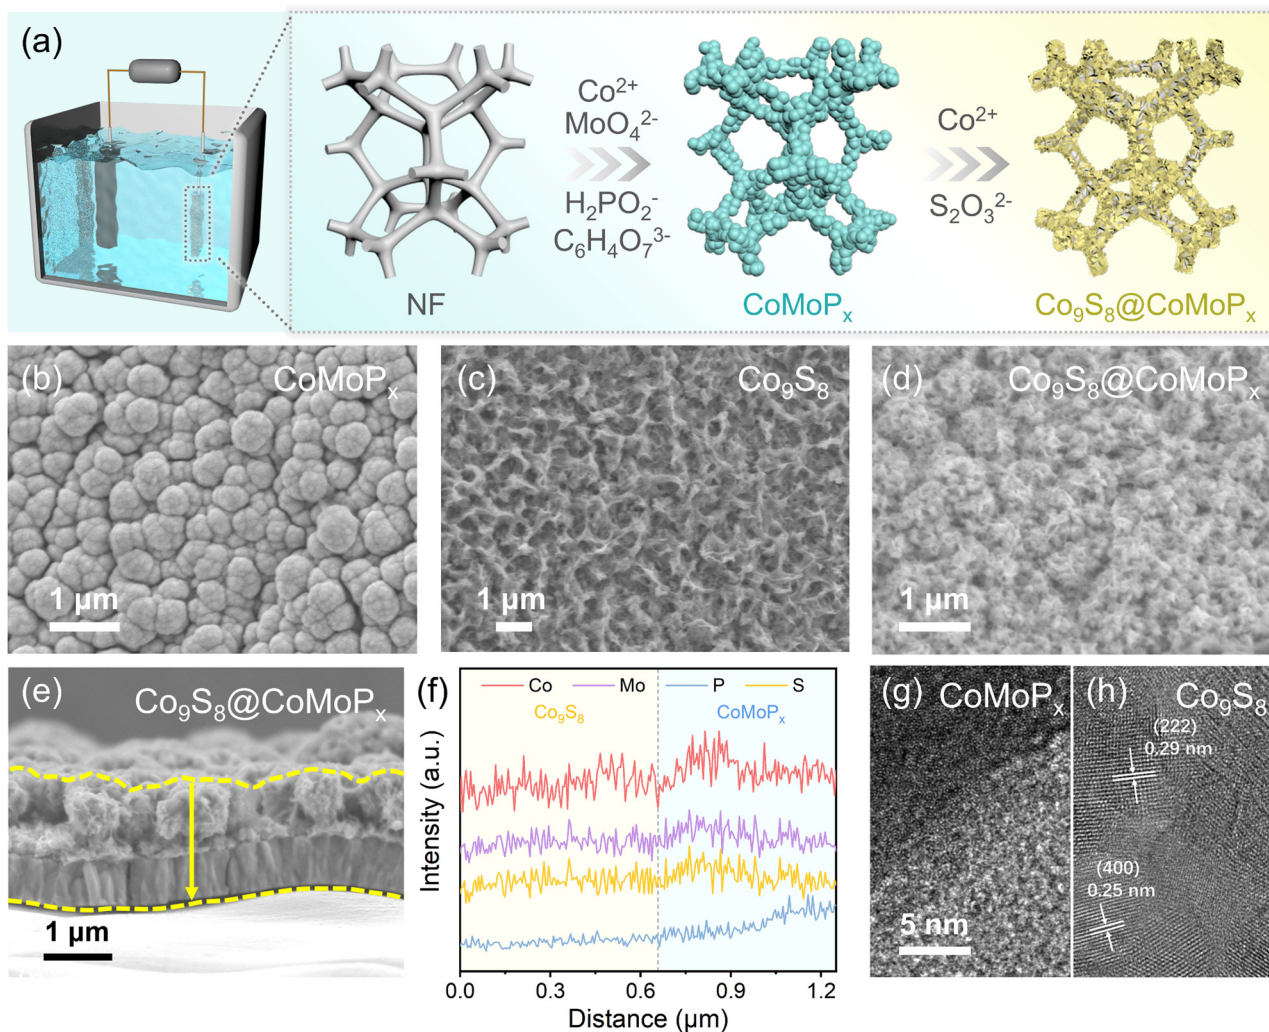 (a)
Co²⁺
MoO₄²⁻
H₂PO₂⁻
C₆H₄O₇³⁻
Co²⁺
S₂O₃²⁻
NF
CoMoPₓ
Co₉S₈@CoMoPₓ
(b) CoMoPₓ
1 μm
(c) Co₉S₈
1 μm
(d) Co₉S₈@CoMoPₓ
1 μm
(e) Co₉S₈@CoMoPₓ
1 μm
(f)
Co Mo P S
Co₉S₈ CoMoPₓ
Intensity (a.u.)
0.0 0.3 0.6 0.9 1.2
Distance (μm)
(g) CoMoPₓ
5 nm
(h) Co₉S₈
(222)
0.29 nm
(400)
0.25 nm